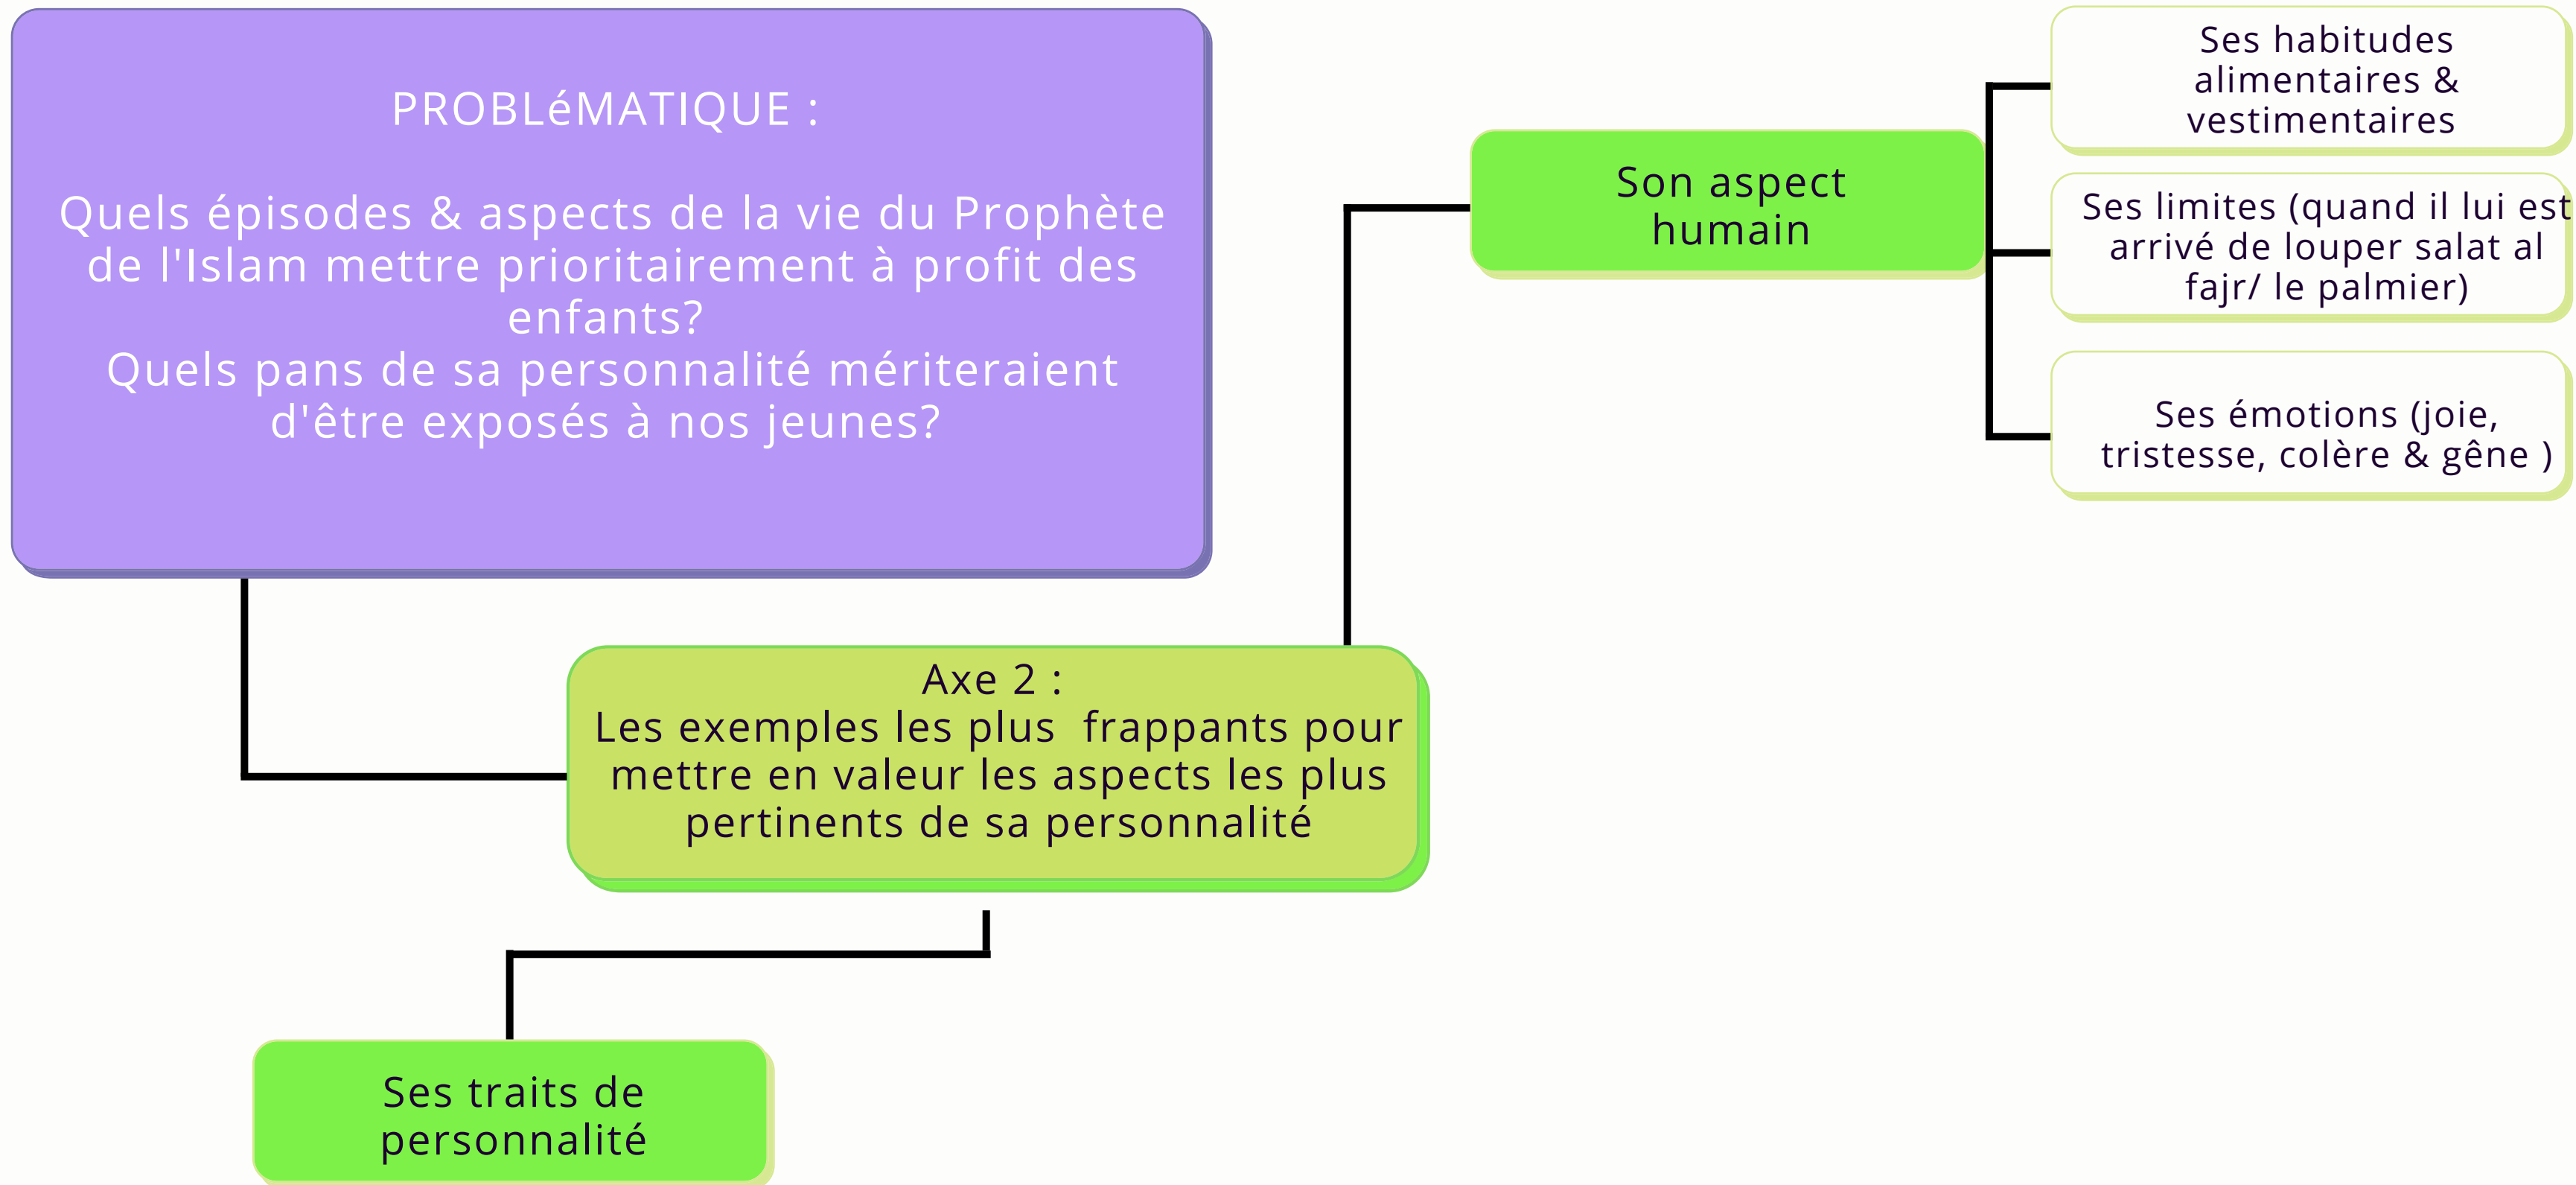 PROBLéMATIQUE :
Quels épisodes & aspects de la vie du Prophète
de l'Islam mettre prioritairement à profit des
enfants?
Quels pans de sa personnalité mériteraient
d'être exposés à nos jeunes?
Son aspect
humain
Ses habitudes
alimentaires &
vestimentaires
Ses limites (quand il lui est
arrivé de louper salat al
fajr/ le palmier)
Ses émotions (joie,
tristesse, colère & gêne )
Axe 2 :
Les exemples les plus  frappants pour
mettre en valeur les aspects les plus
pertinents de sa personnalité
Ses traits de
personnalité